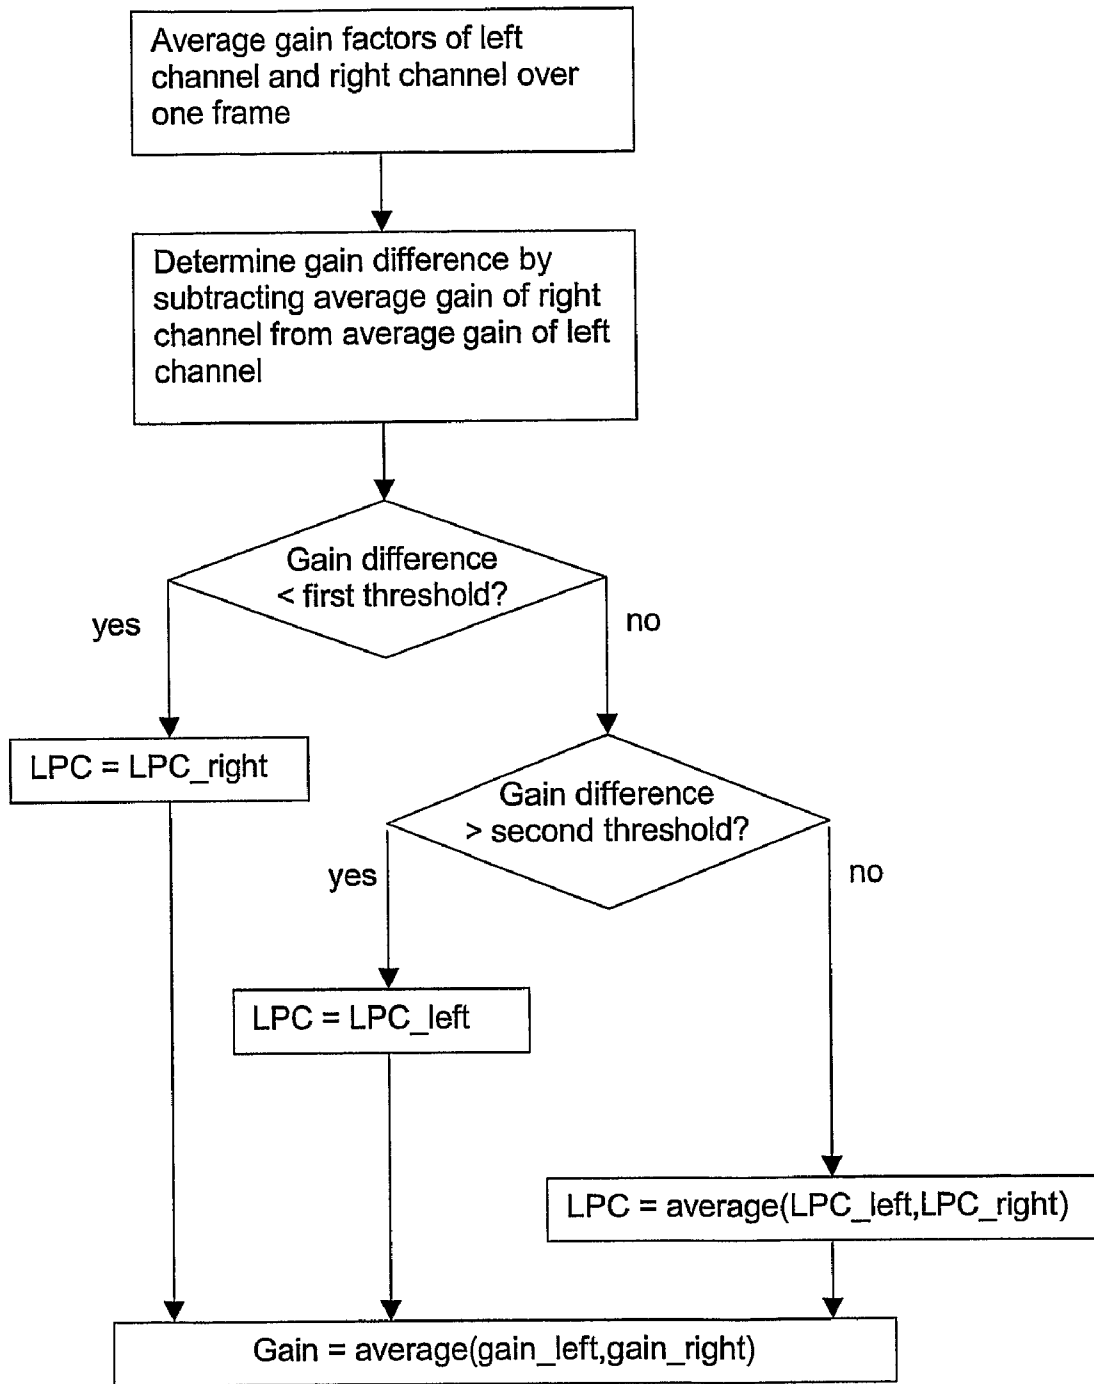 Average gain factors of left
channel and right channel over
one frame
Determine gain difference by
subtracting average gain of right
channel from average gain of left
channel
Gain difference
< first threshold?
yes
no
LPC = LPC_right
Gain difference
> second threshold?
yes
no
LPC = LPC_left
LPC = average(LPC_left,LPC_right)
Gain = average(gain_left,gain_right)